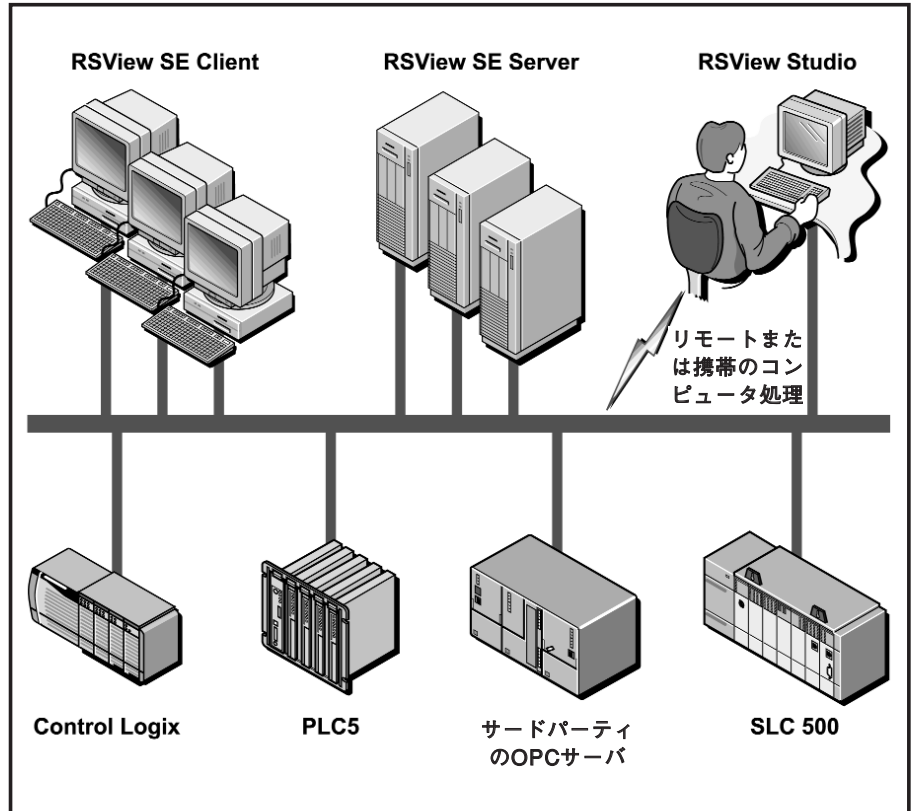 RSView SE Client
RSView SE Server
RSView Studio
リモートまた
は携帯のコン
ピュータ処理
Control Logix
PLC5
サードパーティ
のOPCサーバ
SLC 500